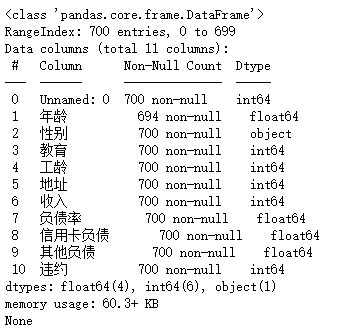 <class 'pandas.core.frame.DataFrame'>
RangeIndex: 700 entries, 0 to 699
Data columns (total 11 columns):
 #   Column      Non-Null Count  Dtype
---  ------      --------------  -----
 0   Unnamed: 0  700 non-null    int64
 1   年龄          694 non-null    float64
 2   性别          700 non-null    object
 3   教育          700 non-null    int64
 4   工龄          700 non-null    int64
 5   地址          700 non-null    int64
 6   收入          700 non-null    int64
 7   负债率         700 non-null    float64
 8   信用卡负债       700 non-null    float64
 9   其他负债        700 non-null    float64
 10  违约          700 non-null    int64
dtypes: float64(4), int64(6), object(1)
memory usage: 60.3+ KB
None